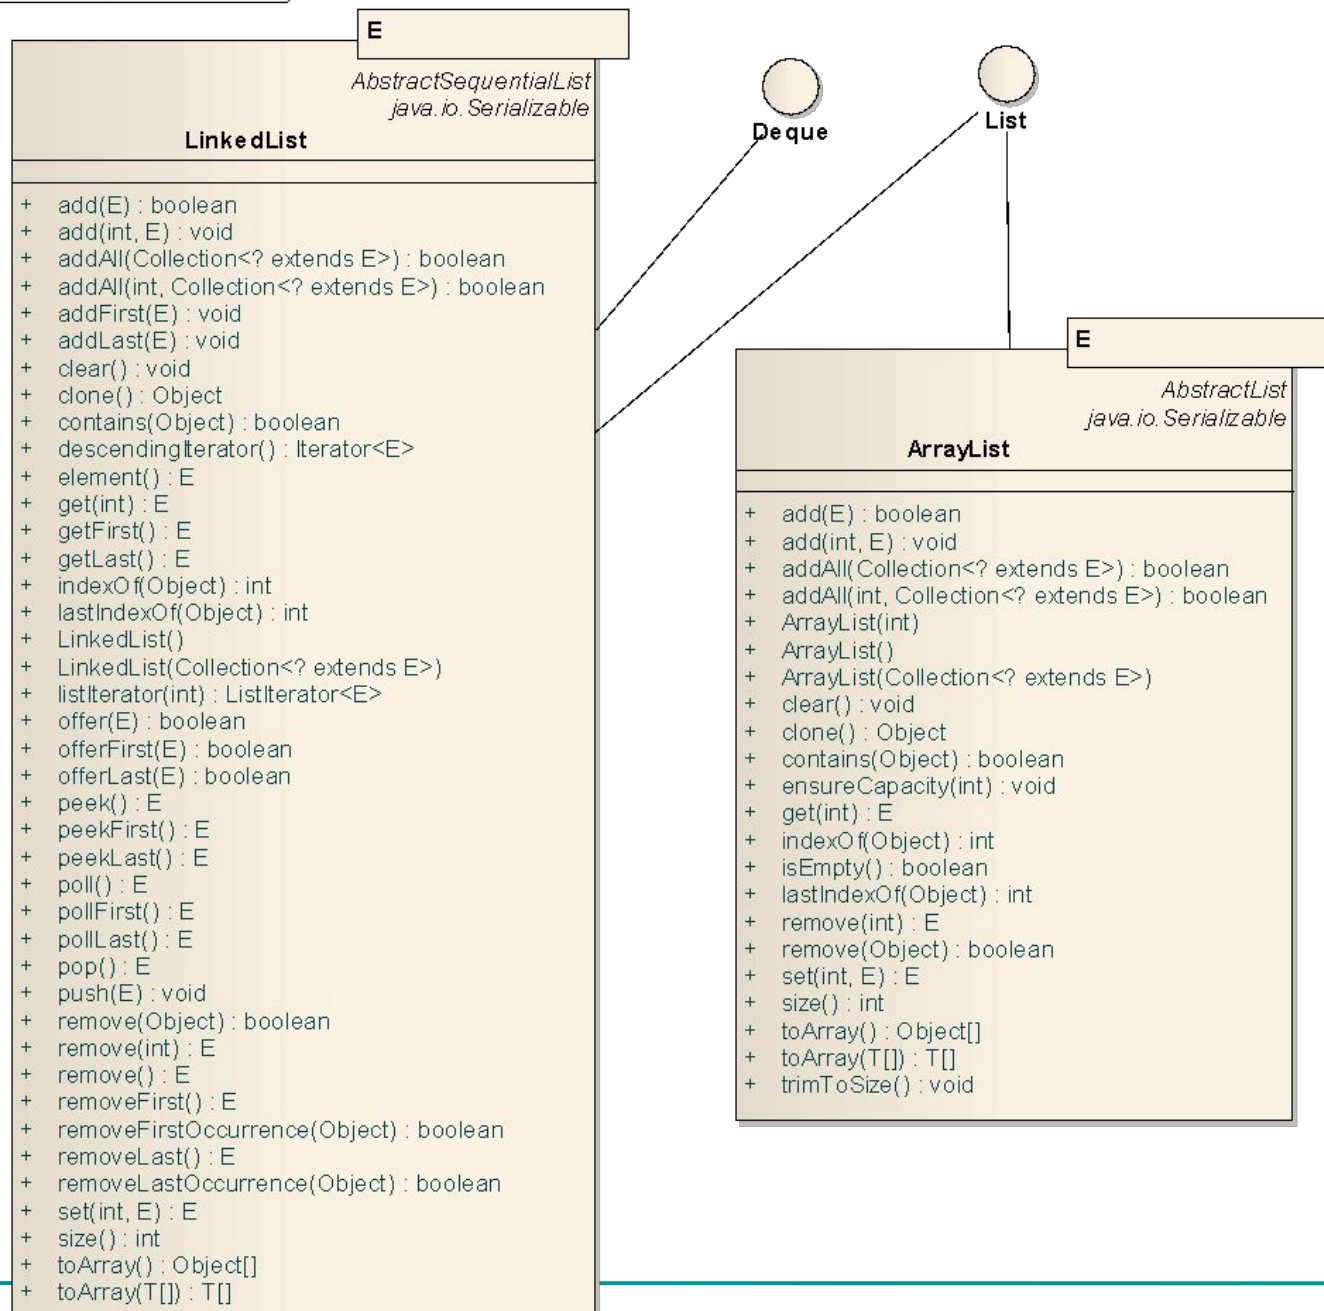 E
AbstractSequentialList
java.io.Serializable
LinkedList
+ add(E) : boolean
+ add(int, E) : void
+ addAll(Collection<? extends E>) : boolean
+ addAll(int, Collection<? extends E>) : boolean
+ addFirst(E) : void
+ addLast(E) : void
+ clear() : void
+ clone() : Object
+ contains(Object) : boolean
+ descendingIterator() : Iterator<E>
+ element() : E
+ get(int) : E
+ getFirst() : E
+ getLast() : E
+ indexOf(Object) : int
+ lastIndexOf(Object) : int
+ LinkedList()
+ LinkedList(Collection<? extends E>)
+ listIterator(int) : ListIterator<E>
+ offer(E) : boolean
+ offerFirst(E) : boolean
+ offerLast(E) : boolean
+ peek() : E
+ peekFirst() : E
+ peekLast() : E
+ poll() : E
+ pollFirst() : E
+ pollLast() : E
+ pop() : E
+ push(E) : void
+ remove(Object) : boolean
+ remove(int) : E
+ remove() : E
+ removeFirst() : E
+ removeFirstOccurrence(Object) : boolean
+ removeLast() : E
+ removeLastOccurrence(Object) : boolean
+ set(int, E) : E
+ size() : int
+ toArray() : Object[]
+ toArray(T[]) : T[]
Deque
List
E
AbstractList
java.io.Serializable
ArrayList
+ add(E) : boolean
+ add(int, E) : void
+ addAll(Collection<? extends E>) : boolean
+ addAll(int, Collection<? extends E>) : boolean
+ ArrayList(int)
+ ArrayList()
+ ArrayList(Collection<? extends E>)
+ clear() : void
+ clone() : Object
+ contains(Object) : boolean
+ ensureCapacity(int) : void
+ get(int) : E
+ indexOf(Object) : int
+ isEmpty() : boolean
+ lastIndexOf(Object) : int
+ remove(int) : E
+ remove(Object) : boolean
+ set(int, E) : E
+ size() : int
+ toArray() : Object[]
+ toArray(T[]) : T[]
+ trimToSize() : void